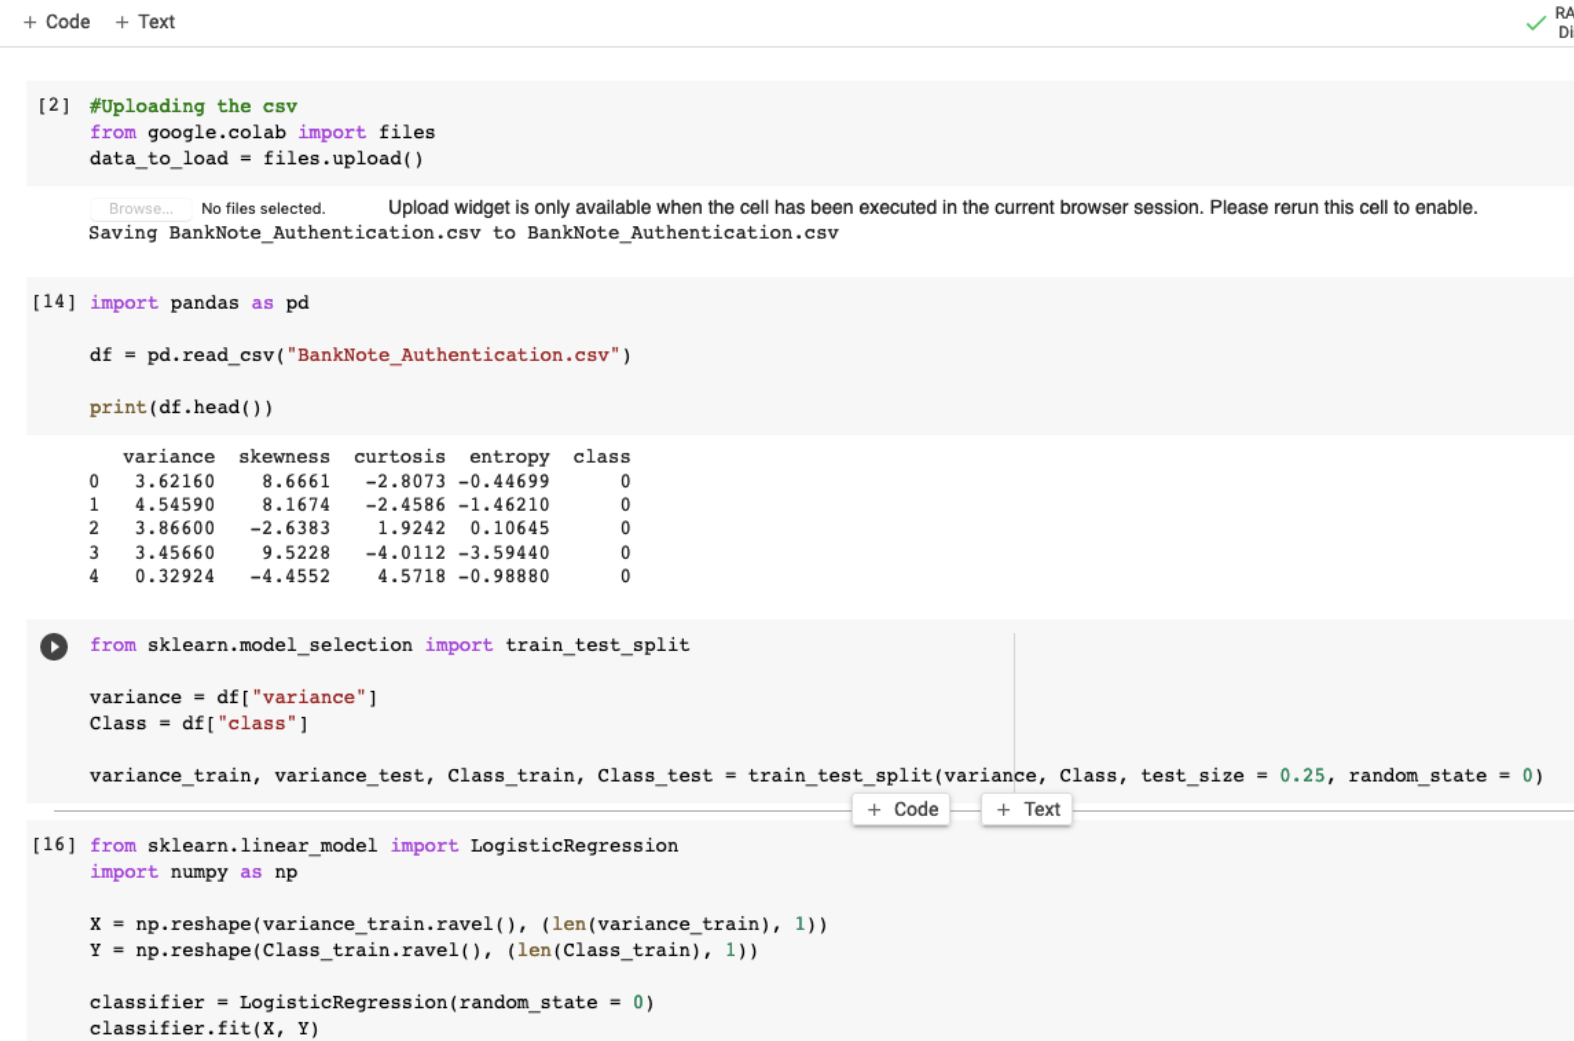 + Code + Text
RA
Di
[2] #Uploading the csv
from google.colab import files
data_to_load = files.upload()
Browse... No files selected. Upload widget is only available when the cell has been executed in the current browser session. Please rerun this cell to enable.
Saving BankNote_Authentication.csv to BankNote_Authentication.csv
[14] import pandas as pd
df = pd.read_csv("BankNote_Authentication.csv")
print(df.head())
variance skewness curtosis entropy class
0 3.62160 8.6661 -2.8073 -0.44699 0
1 4.54590 8.1674 -2.4586 -1.46210 0
2 3.86600 -2.6383 1.9242 0.10645 0
3 3.45660 9.5228 -4.0112 -3.59440 0
4 0.32924 -4.4552 4.5718 -0.98880 0
from sklearn.model_selection import train_test_split
variance = df["variance"]
Class = df["class"]
variance_train, variance_test, Class_train, Class_test = train_test_split(variance, Class, test_size = 0.25, random_state = 0)
+ Code + Text
[16] from sklearn.linear_model import LogisticRegression
import numpy as np
X = np.reshape(variance_train.ravel(), (len(variance_train), 1))
Y = np.reshape(Class_train.ravel(), (len(Class_train), 1))
classifier = LogisticRegression(random_state = 0)
classifier.fit(X, Y)